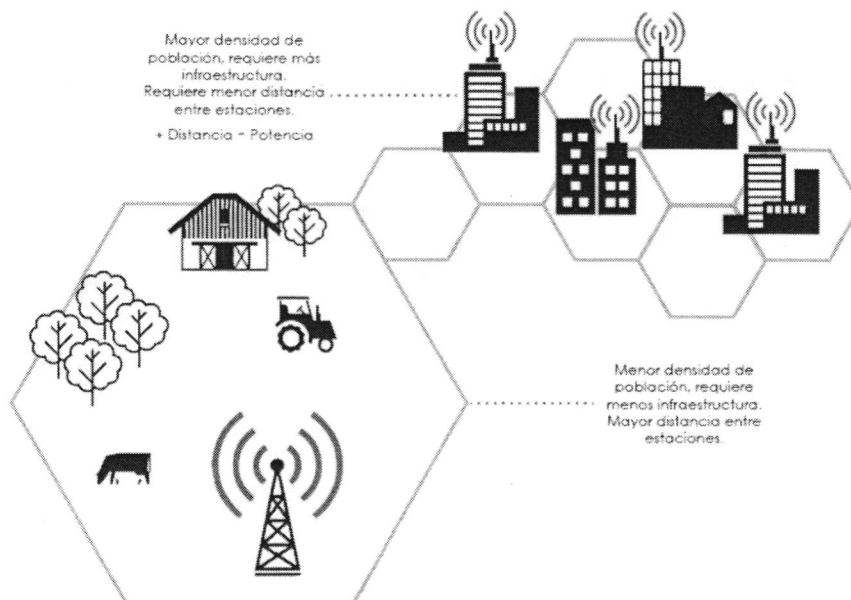 Mayor densidad de
población, requiere más
infraestructura.
Requiere menor distancia
entre estaciones.
+ Distancia - Potencia
Menor densidad de
población, requiere
menos infraestructura.
Mayor distancia entre
estaciones.